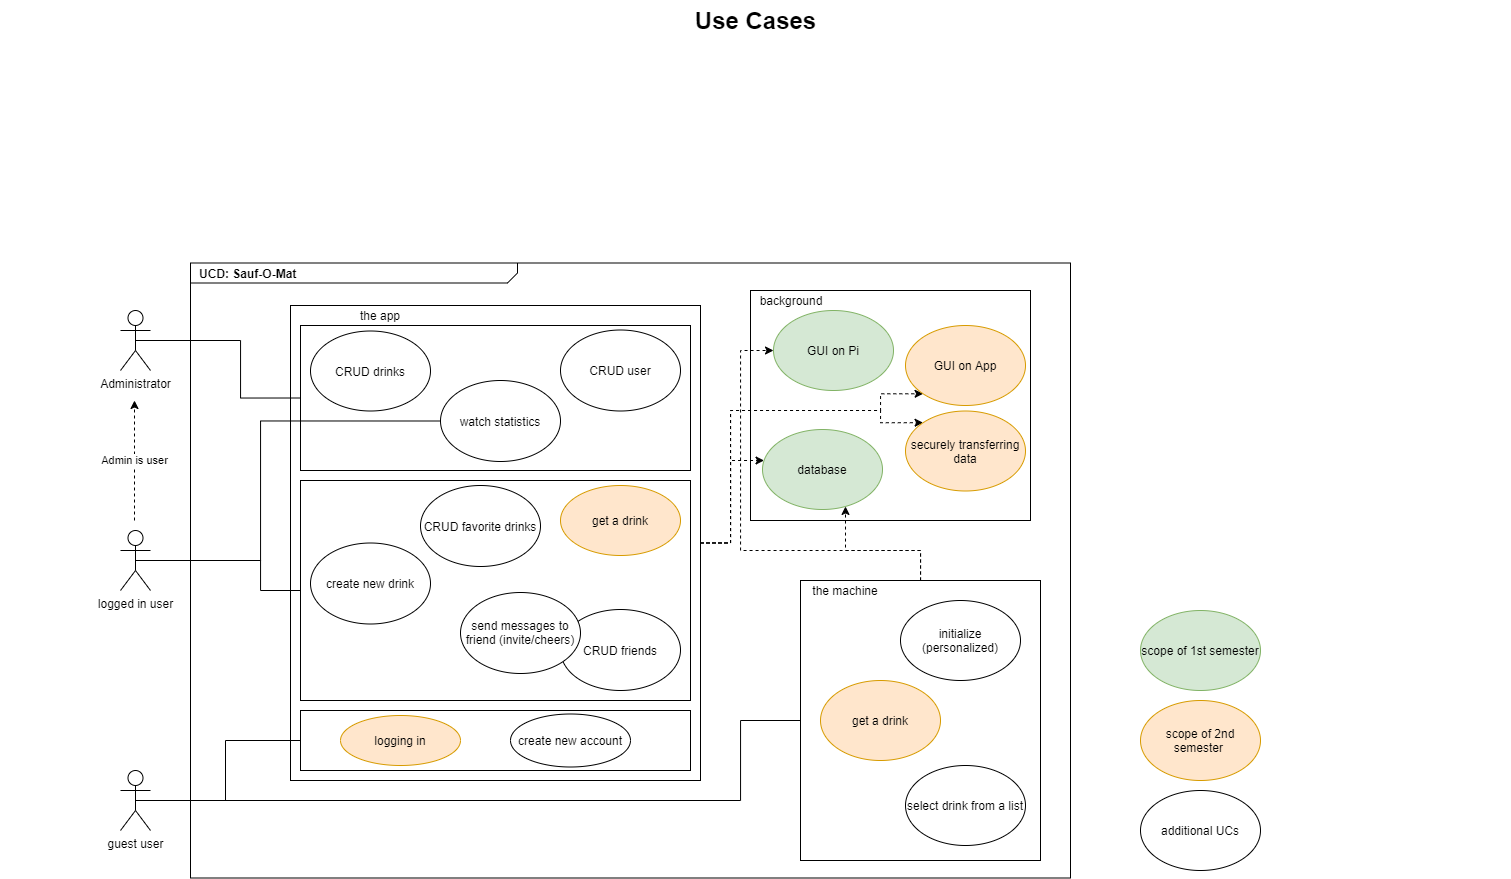 Use Cases
UCD: Sauf-O-Mat
the app
CRUD drinks
CRUD user
watch statistics
CRUD favorite drinks
get a drink
create new drink
send messages to
friend (invite/cheers)
CRUD friends
logging in
create new account
background
GUI on Pi
GUI on App
securely transferring
data
database
the machine
initialize
(personalized)
get a drink
select drink from a list
Administrator
Admin is user
logged in user
guest user
scope of 1st semester
scope of 2nd
semester
additional UCs